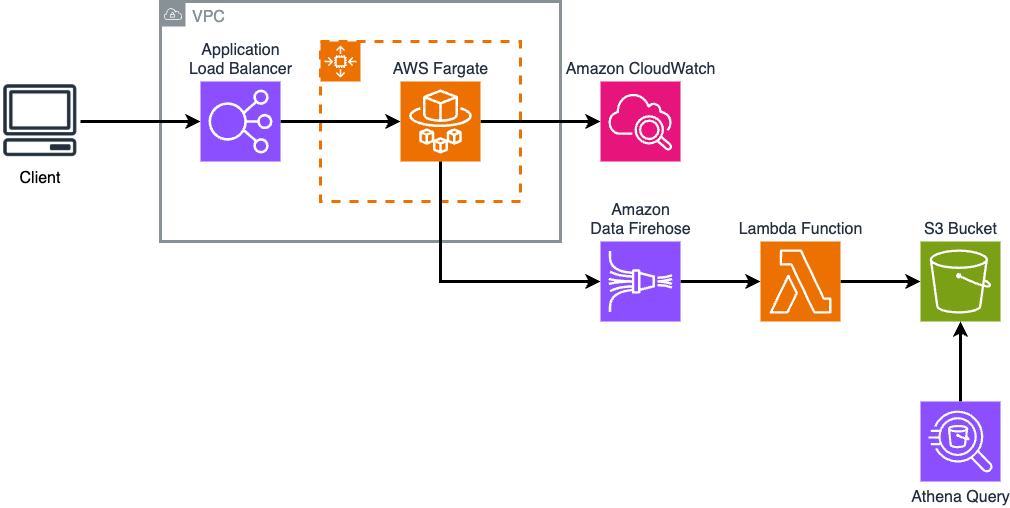 VPC
Application
Load Balancer
AWS Fargate
Amazon CloudWatch
Client
Amazon
Data Firehose
Lambda Function
S3 Bucket
Athena Query